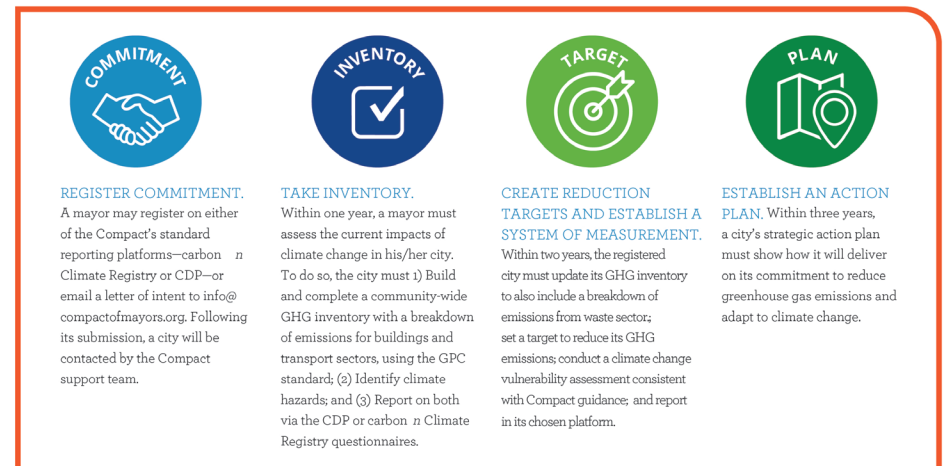 COMMITMENT
REGISTER COMMITMENT.
A mayor may register on either
of the Compact's standard
reporting platforms—carbon n
Climate Registry or CDP—or
email a letter of intent to info@
compactofmayors.org. Following
its submission, a city will be
contacted by the Compact
support team.
INVENTORY
TAKE INVENTORY.
Within one year, a mayor must
assess the current impacts of
climate change in his/her city.
To do so, the city must 1) Build
and complete a community-wide
GHG inventory with a breakdown
of emissions for buildings and
transport sectors, using the GPC
standard; (2) Identify climate
hazards; and (3) Report on both
via the CDP or carbon n Climate
Registry questionnaires.
TARGET
CREATE REDUCTION
TARGETS AND ESTABLISH A
SYSTEM OF MEASUREMENT.
Within two years, the registered
city must update its GHG inventory
to also include a breakdown of
emissions from waste sector,;
set a target to reduce its GHG
emissions; conduct a climate change
vulnerability assessment consistent
with Compact guidance; and report
in its chosen platform.
PLAN
ESTABLISH AN ACTION
PLAN. Within three years,
a city's strategic action plan
must show how it will deliver
on its commitment to reduce
greenhouse gas emissions and
adapt to climate change.